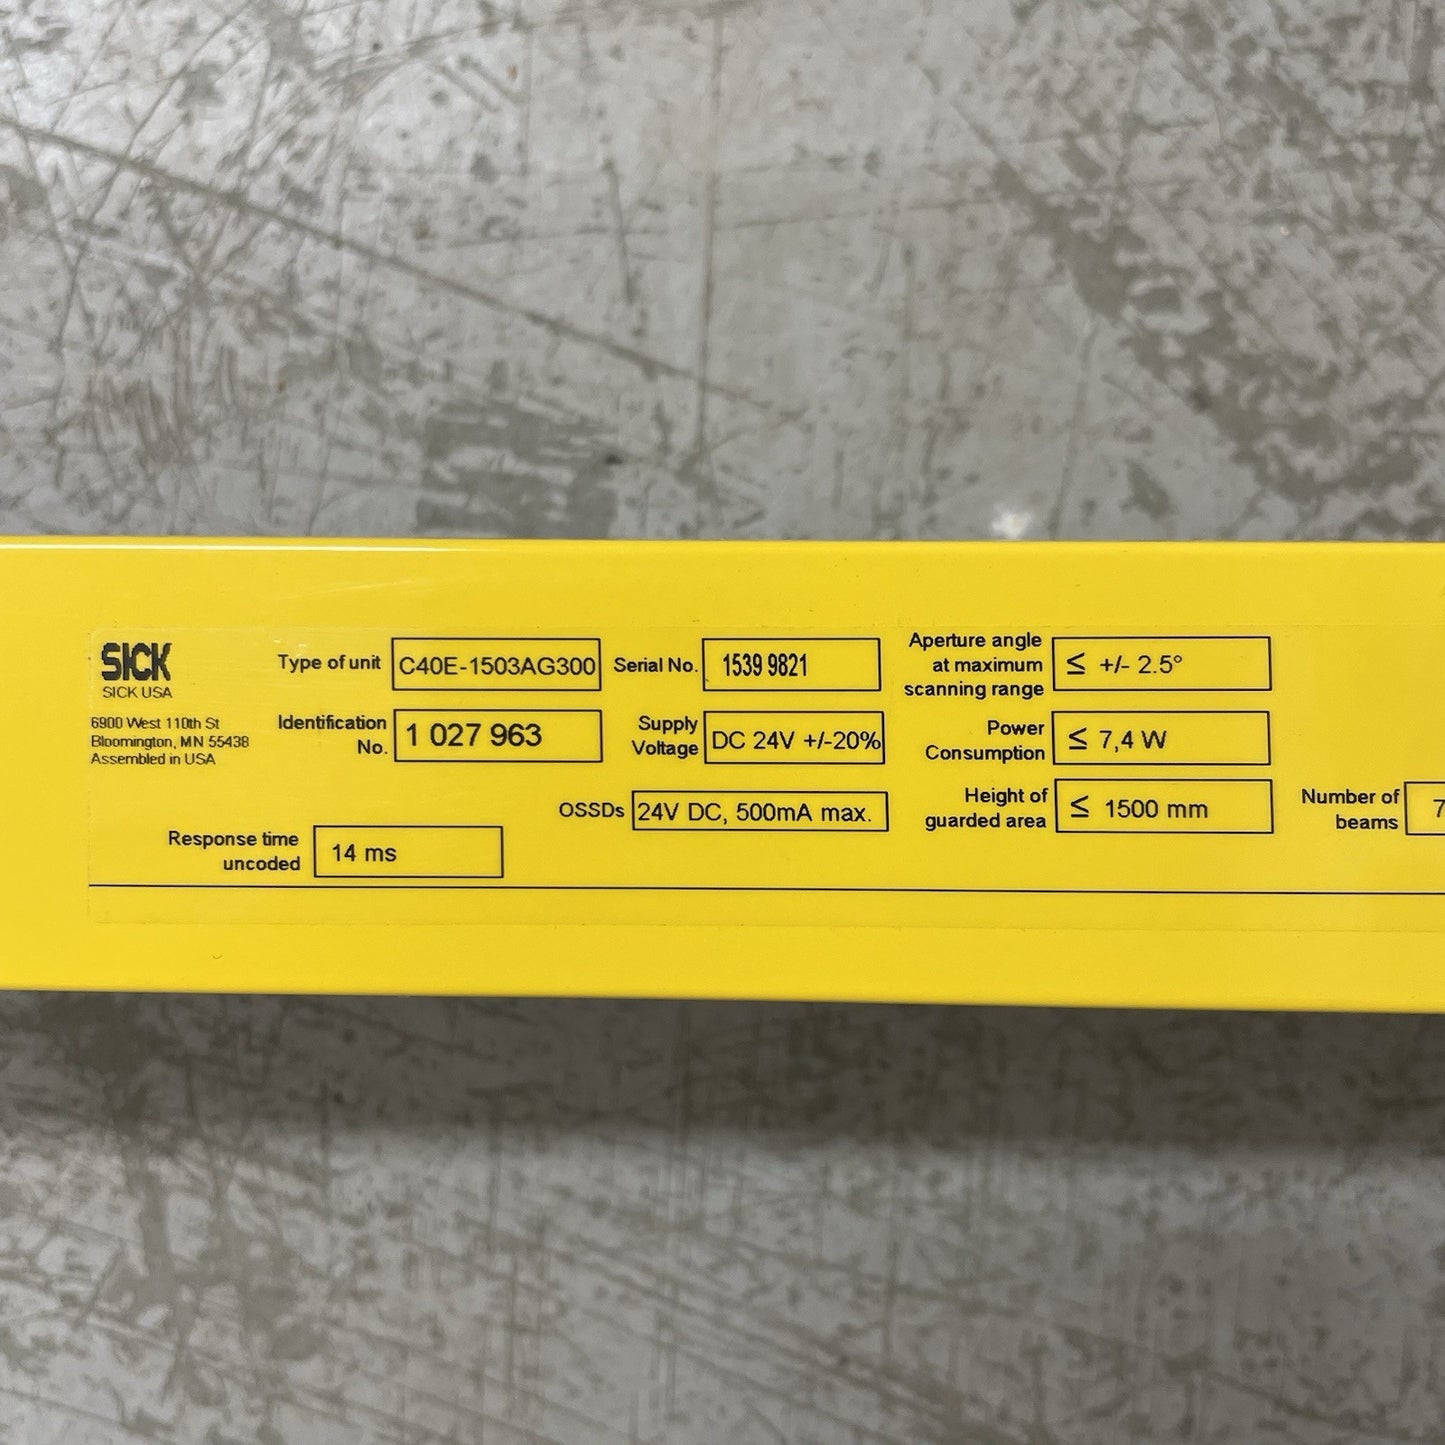 SICK
SICK USA
6900 West 110th St
Bloomington, MN 55438
Assembled in USA
Type of unit C40E-1503AG300
Identification No. 1 027 963
Serial No. 1539 9821
Supply Voltage DC 24V +/-20%
OSSDs 24V DC, 500mA max.
Response time uncoded 14 ms
Aperture angle at maximum scanning range ≤ +/- 2.5°
Power Consumption ≤ 7,4 W
Height of guarded area ≤ 1500 mm
Number of beams